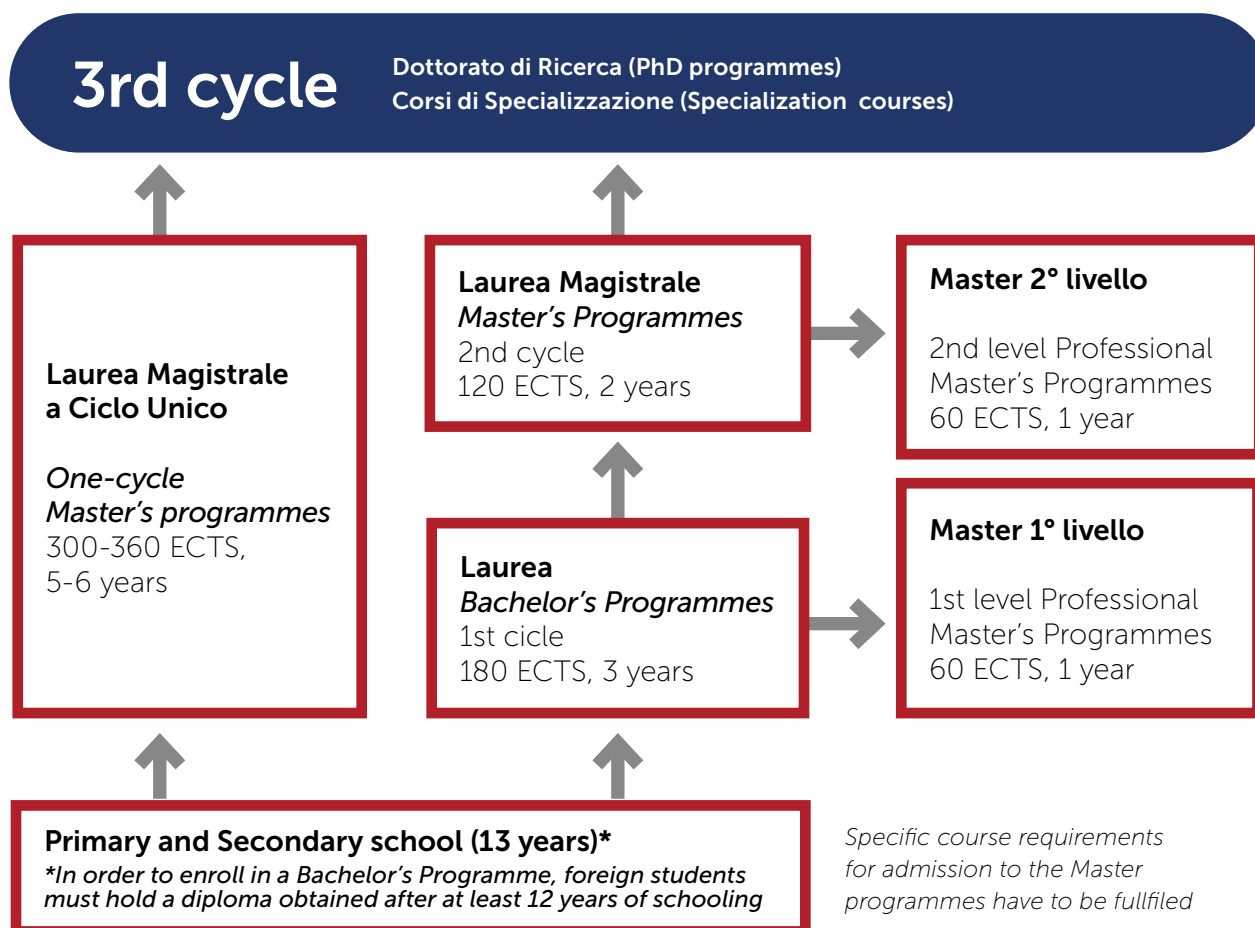 3rd cycle
Dottorato di Ricerca (PhD programmes)
Corsi di Specializzazione (Specialization courses)
Laurea Magistrale
a Ciclo Unico
One-cycle
Master’s programmes
300-360 ECTS,
5-6 years
Laurea Magistrale
Master’s Programmes
2nd cycle
120 ECTS, 2 years
Master 2° livello
2nd level Professional
Master’s Programmes
60 ECTS, 1 year
Laurea
Bachelor’s Programmes
1st cicle
180 ECTS, 3 years
Master 1° livello
1st level Professional
Master’s Programmes
60 ECTS, 1 year
Primary and Secondary school (13 years)*
*In order to enroll in a Bachelor’s Programme, foreign students
must hold a diploma obtained after at least 12 years of schooling
Specific course requirements
for admission to the Master
programmes have to be fullfiled